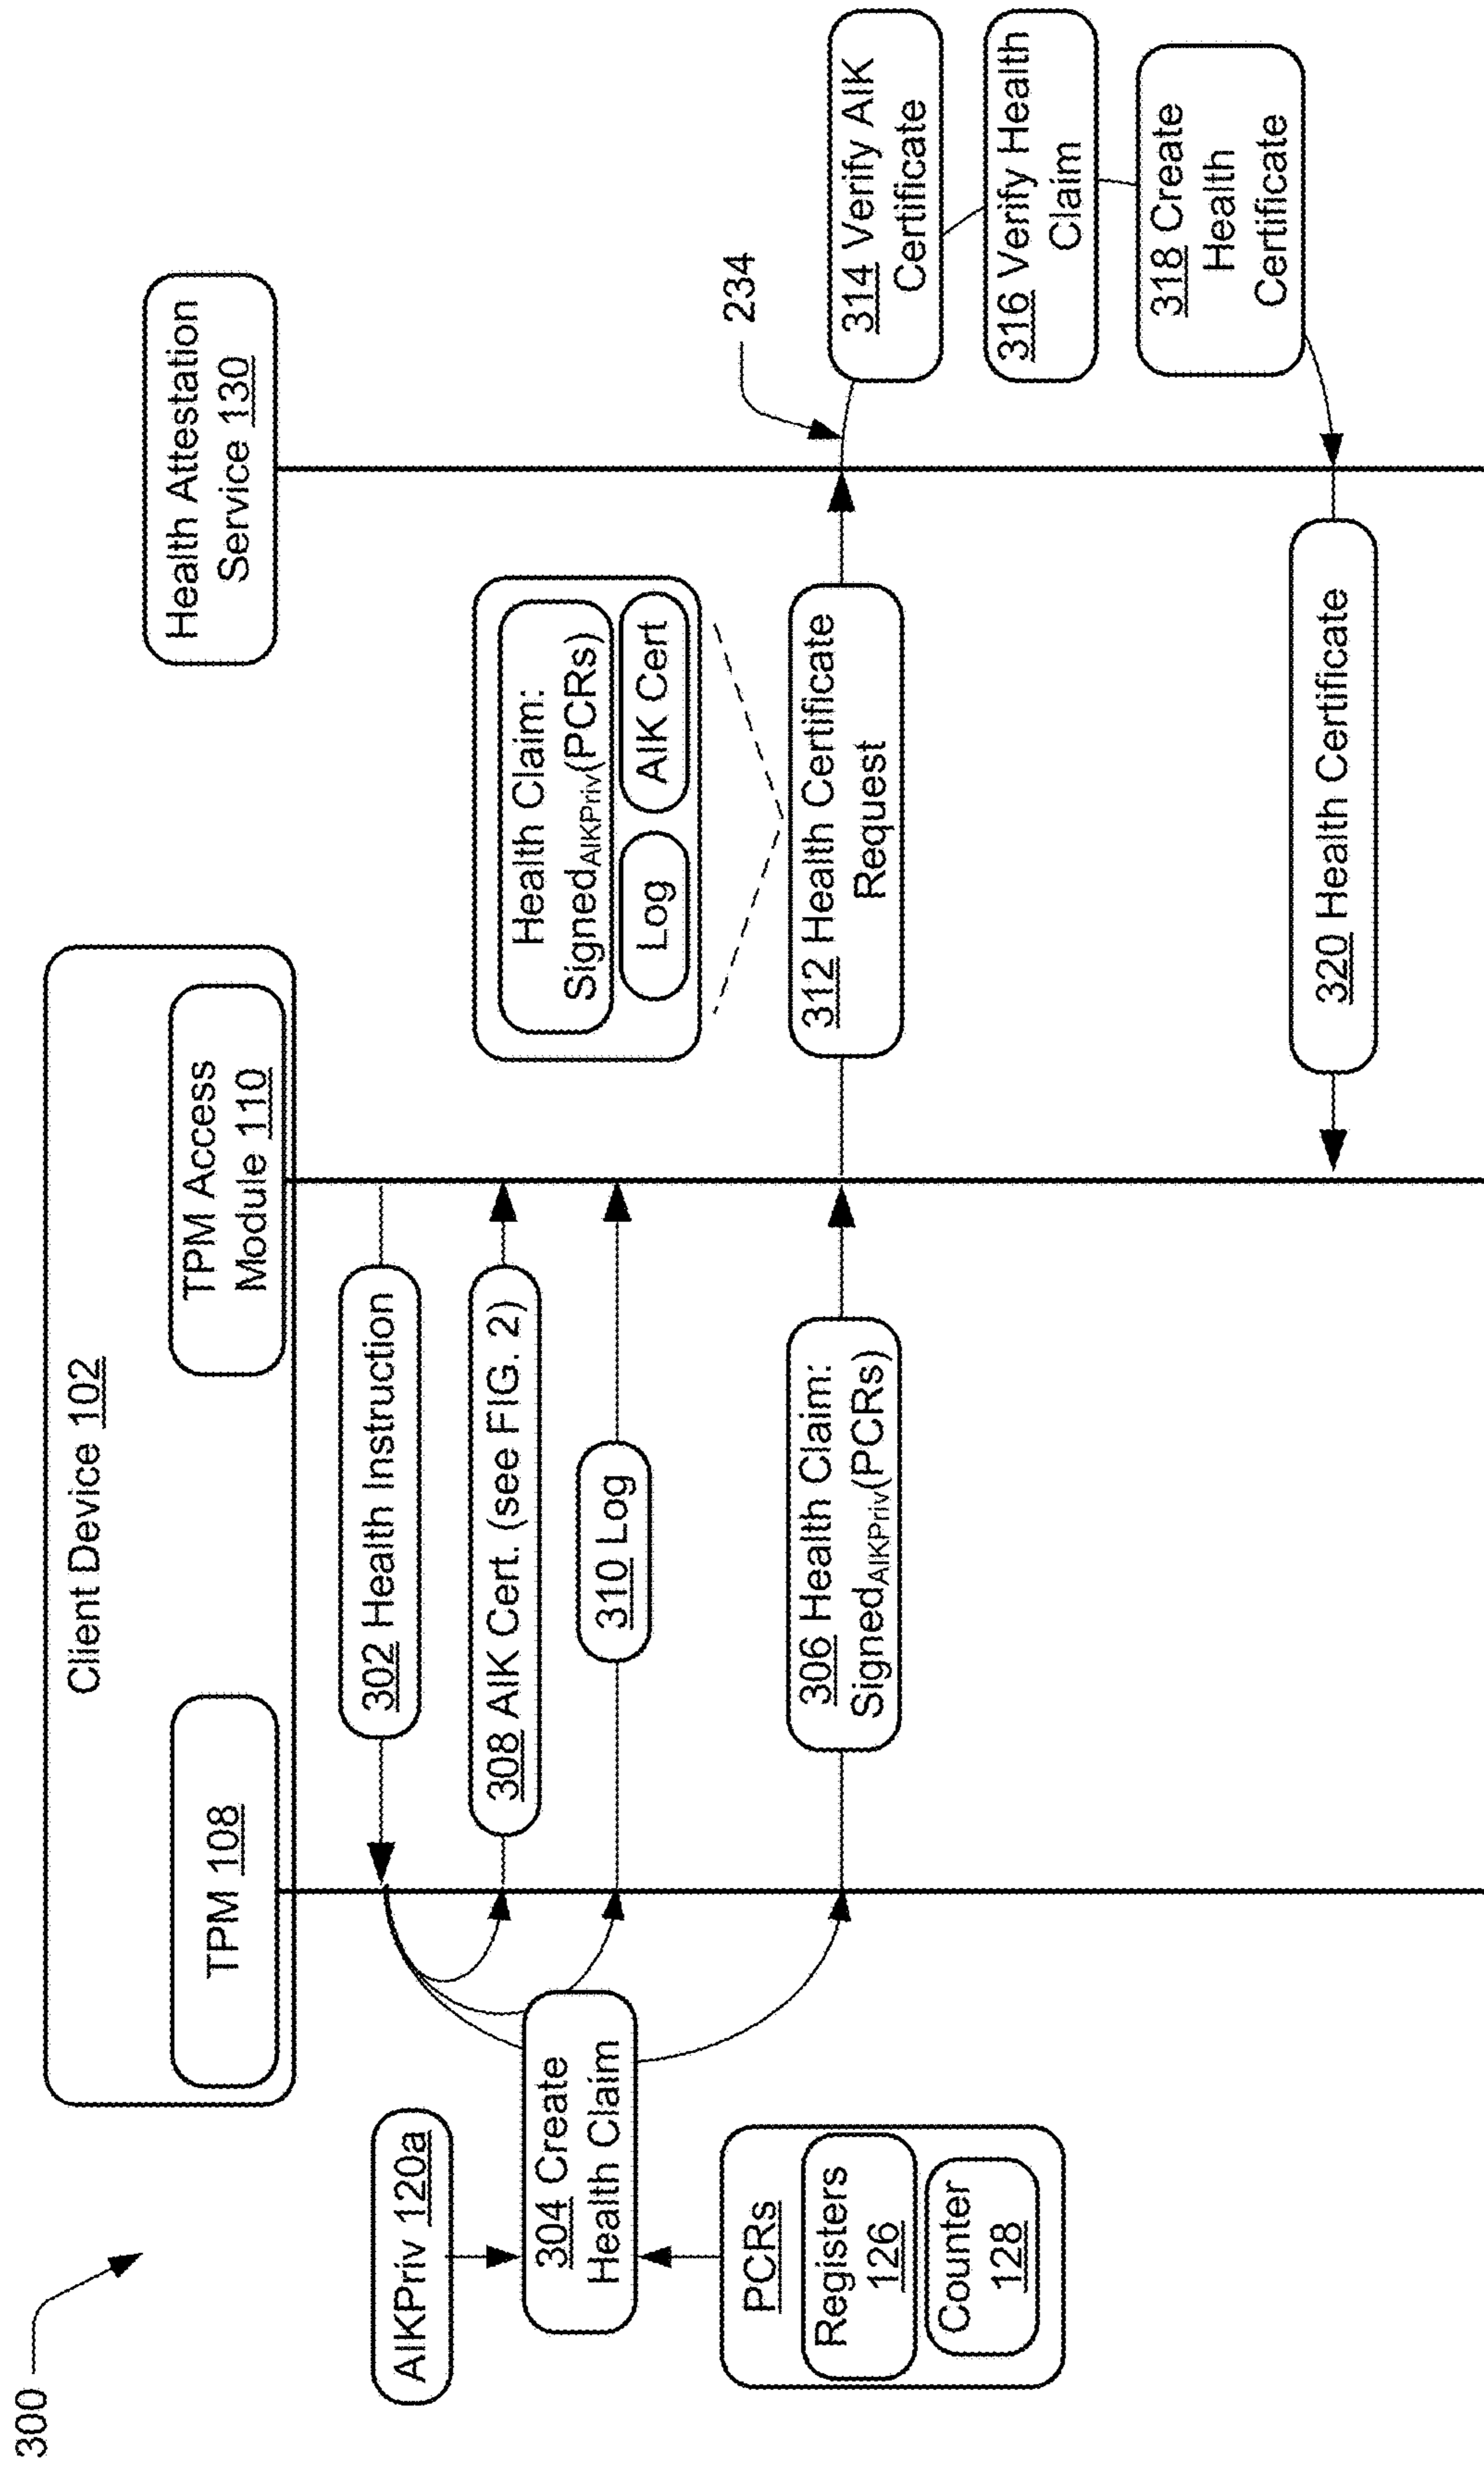 300
Client Device 102
TPM 108
TPM Access
Module 110
Health Attestation
Service 130
AIKPriv 120a
304 Create
Health Claim
PCRs
Registers
126
Counter
128
302 Health Instruction
308 AIK Cert. (see FIG. 2)
310 Log
306 Health Claim:
SignedAIKPriv(PCRs)
Health Claim:
SignedAIKPriv(PCRs)
Log
AIK Cert
312 Health Certificate
Request
234
314 Verify AIK
Certificate
316 Verify Health
Claim
318 Create
Health
Certificate
320 Health Certificate